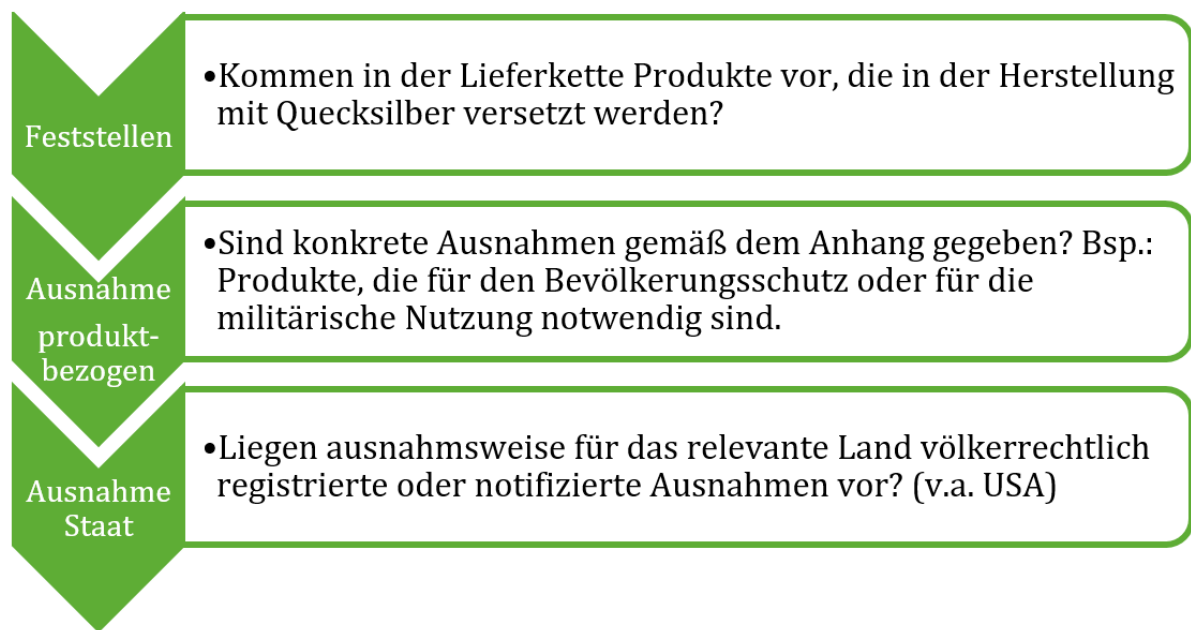 Feststellen
•Kommen in der Lieferkette Produkte vor, die in der Herstellung
mit Quecksilber versetzt werden?
Ausnahme
produkt-
bezogen
•Sind konkrete Ausnahmen gemäß dem Anhang gegeben? Bsp.:
Produkte, die für den Bevölkerungsschutz oder für die
militärische Nutzung notwendig sind.
Ausnahme
Staat
•Liegen ausnahmsweise für das relevante Land völkerrechtlich
registrierte oder notifizierte Ausnahmen vor? (v.a. USA)